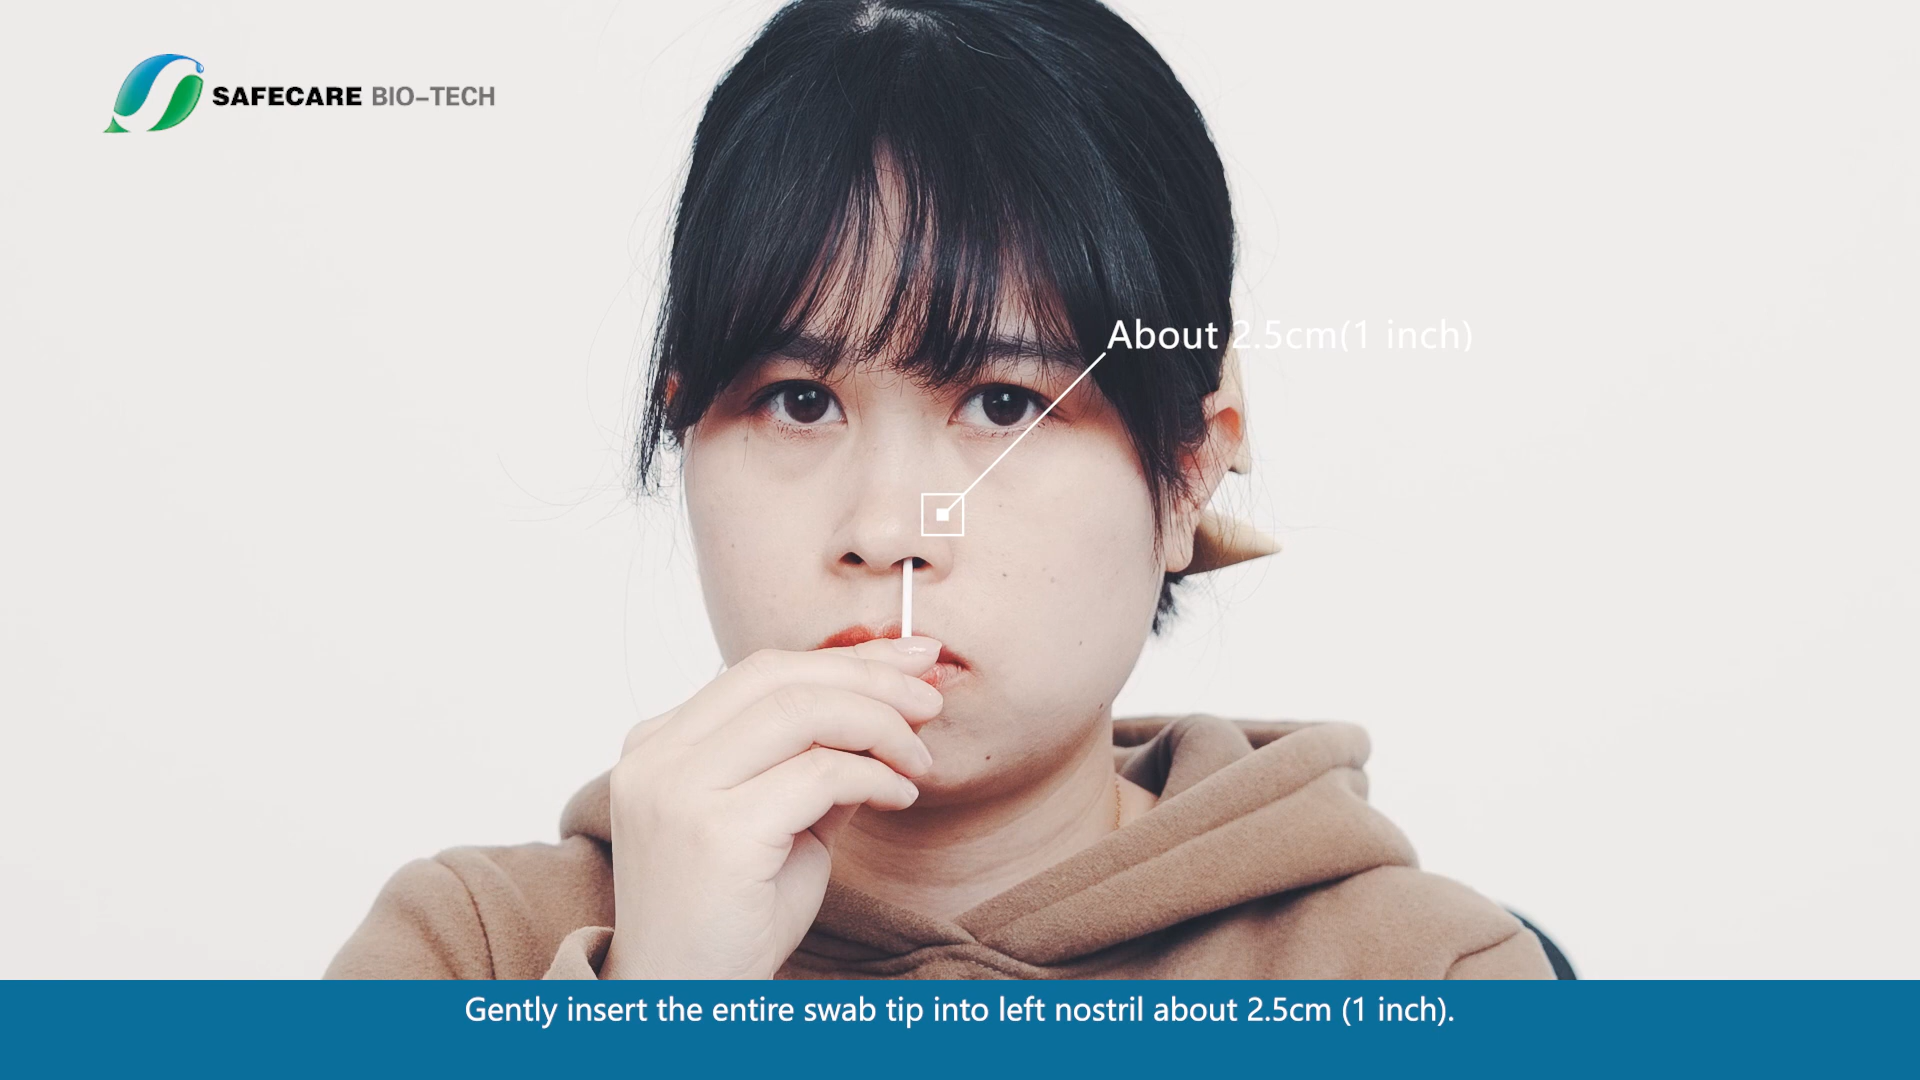 SAFECARE BIO-TECH
About 2.5cm(1 inch)
Gently insert the entire swab tip into left nostril about 2.5cm (1 inch).